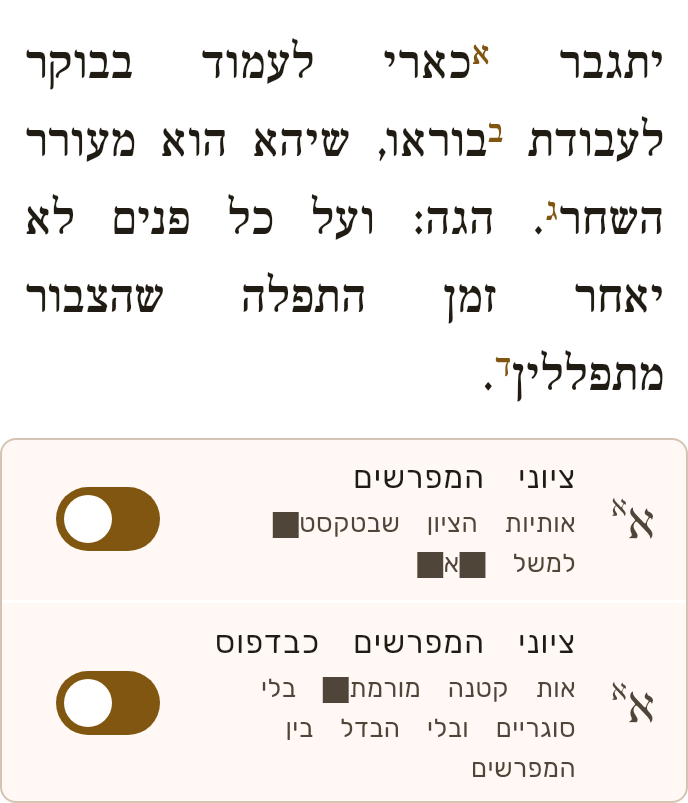 יתגבר אכארי לעמוד בבוקר
לעבודת בבוראו, שיהא הוא מעורר
השחרג. הגה: ועל כל פנים לא
יאחר זמן התפלה שהצבור
מתפלליןד.
ציוני המפרשים
אותיות הציון שבטקסט■
למשל ■א■
אא
ציוני המפרשים כבדפוס
אות קטנה מורמת■ בלי
סוגריים ובלי הבדל בין
המפרשים
אא